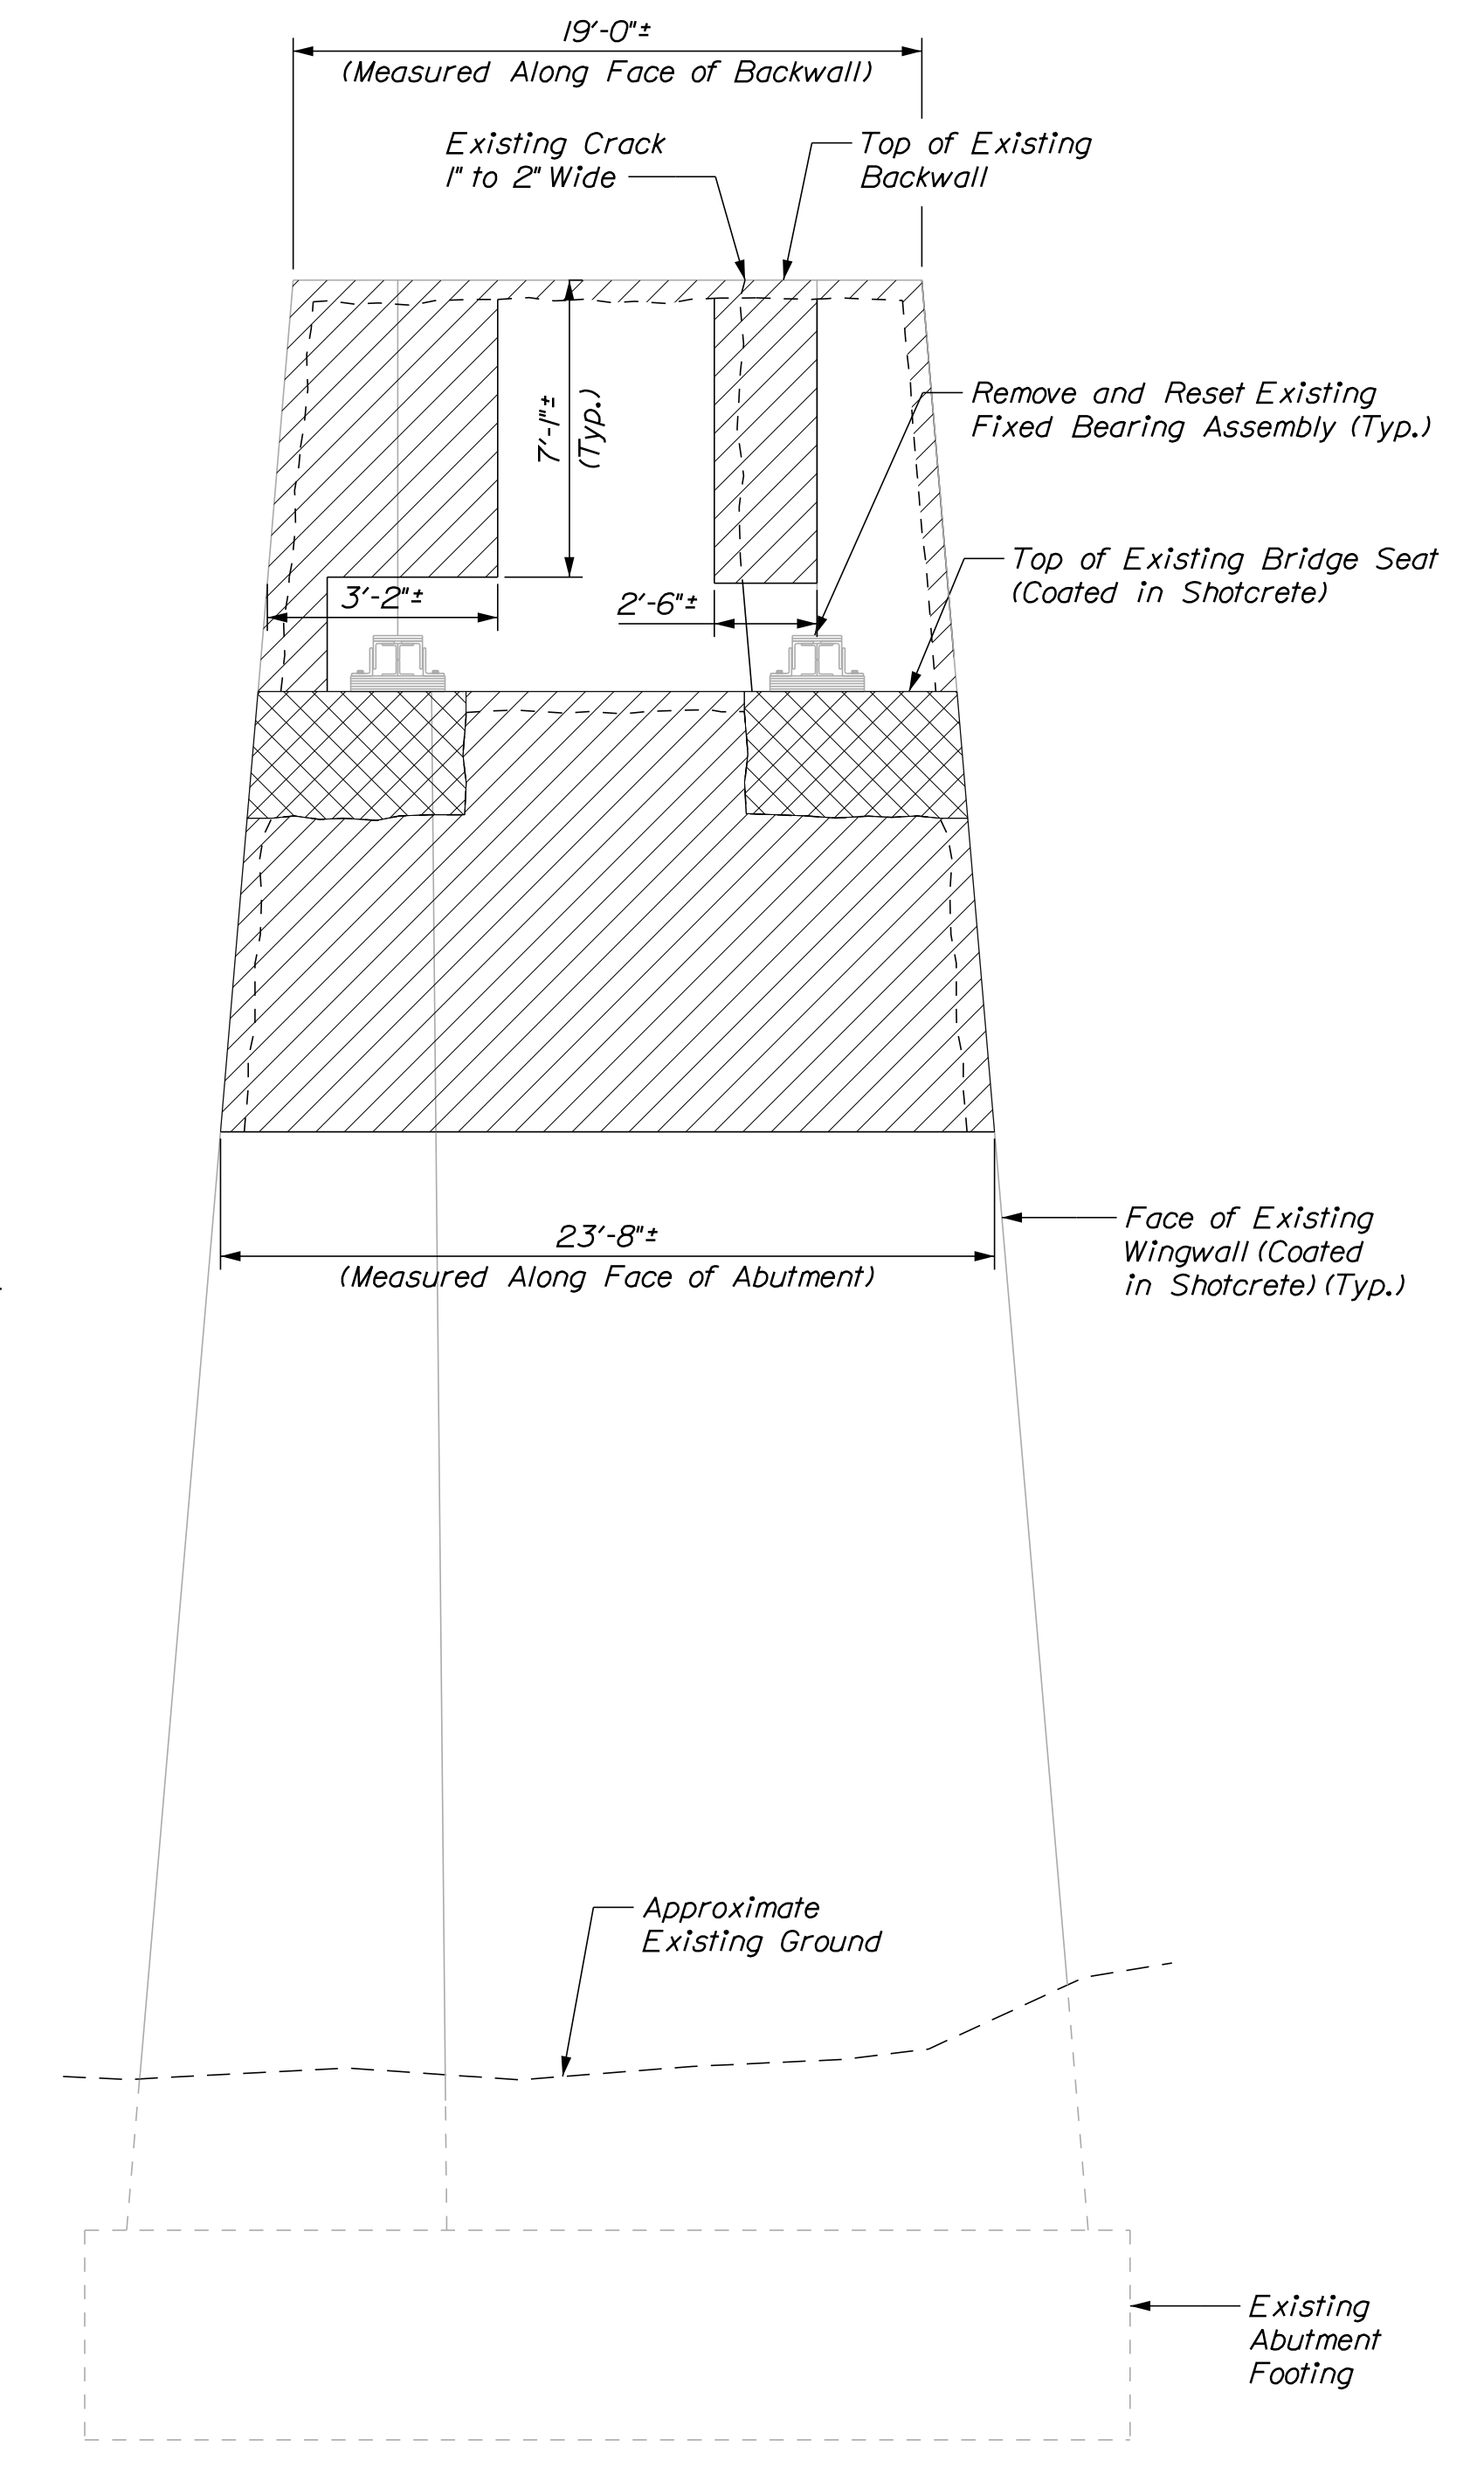 19'-0"±
(Measured Along Face of Backwall)
Existing Crack
1" to 2" Wide
Top of Existing
Backwall
7'-1"±
(Typ.)
Remove and Reset Existing
Fixed Bearing Assembly (Typ.)
Top of Existing Bridge Seat
(Coated in Shotcrete)
3'-2"±
2'-6"±
Face of Existing
Wingwall (Coated
in Shotcrete) (Typ.)
23'-8"±
(Measured Along Face of Abutment)
Approximate
Existing Ground
Existing
Abutment
Footing